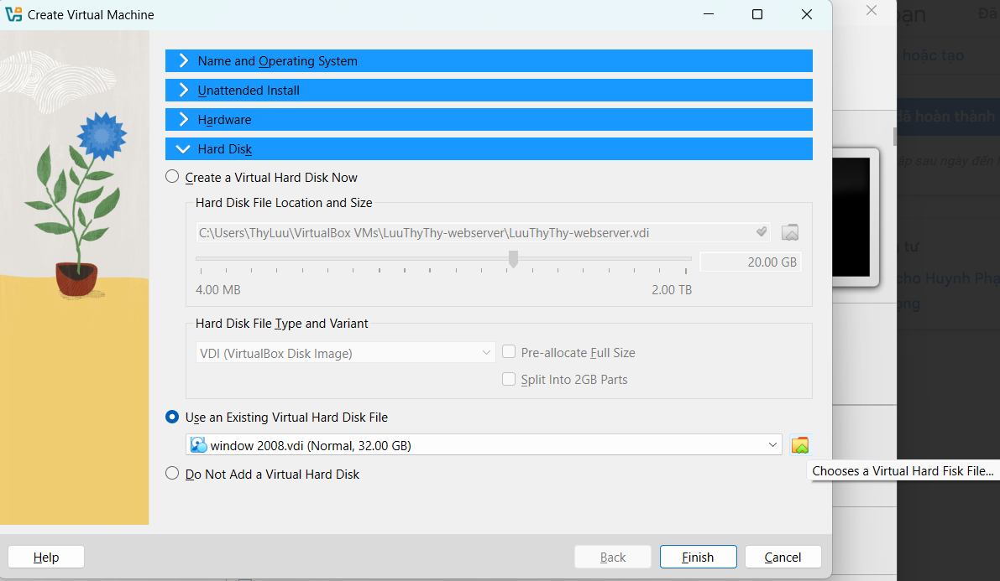 Create Virtual Machine
Name and Operating System
Unattended Install
Hardware
Hard Disk
Create a Virtual Hard Disk Now
Hard Disk File Location and Size
C:\Users\ThyLuu\VirtualBox VMs\LuuThyThy-webserver\LuuThyThy-webserver.vdi
20.00 GB
4.00 MB
2.00 TB
Hard Disk File Type and Variant
VDI (VirtualBox Disk Image)
Pre-allocate Full Size
Split Into 2GB Parts
Use an Existing Virtual Hard Disk File
window 2008.vdi (Normal, 32.00 GB)
Chooses a Virtual Hard Fisk File...
Do Not Add a Virtual Hard Disk
Help
Back
Finish
Cancel
Đã
hoặc tạo
đã hoàn thành
sau ngày đến
tư
cho Huynh Pha